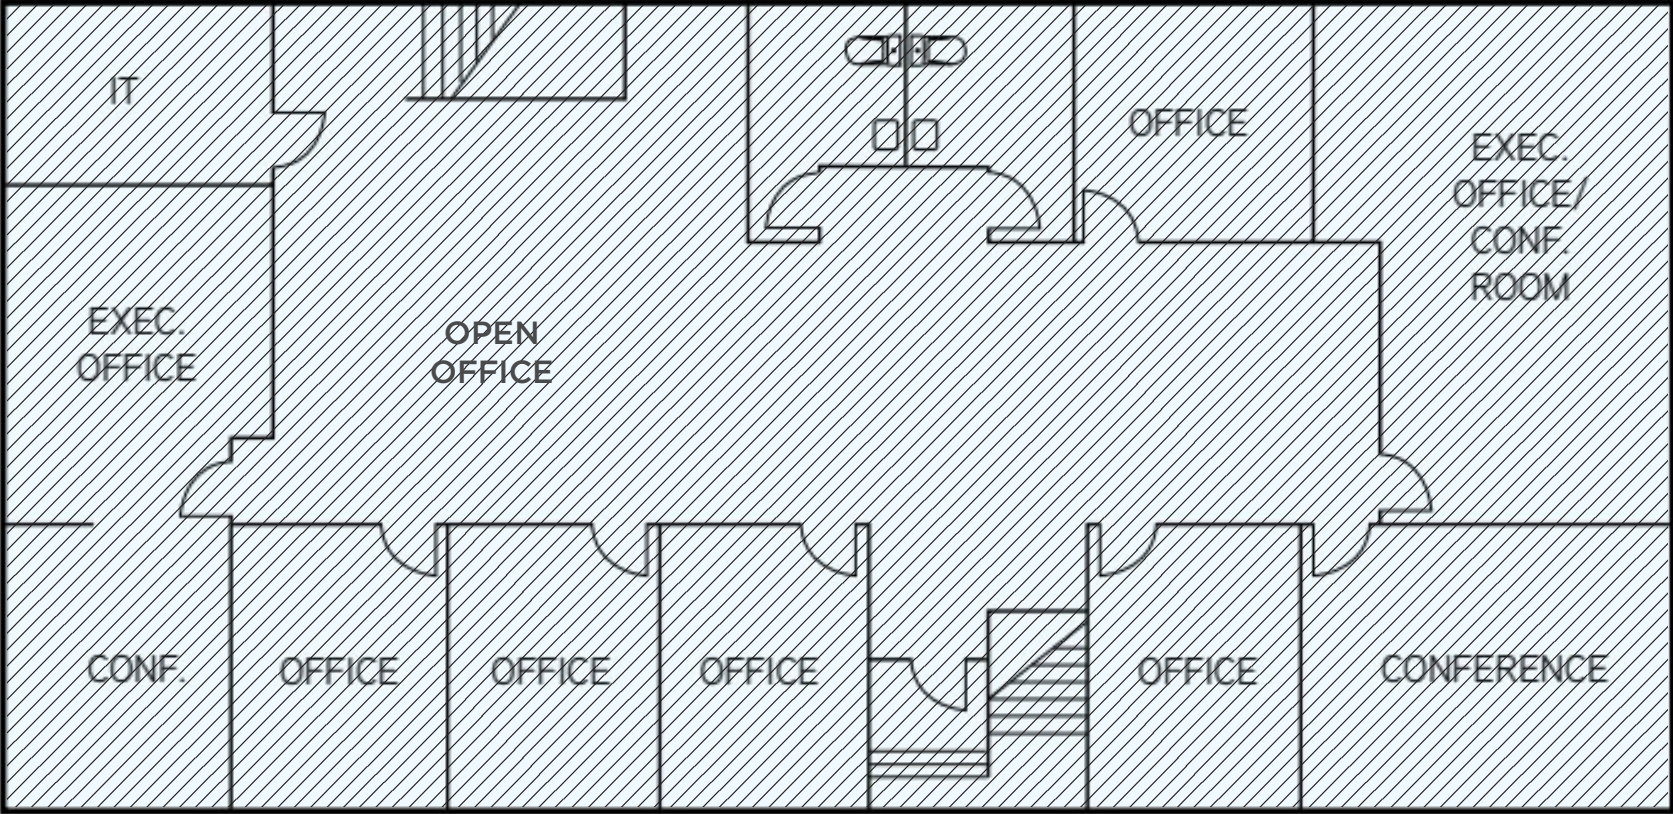 IT
OFFICE
EXEC.
OFFICE/
CONF.
ROOM
EXEC.
OFFICE
OPEN
OFFICE
CONF.
OFFICE
OFFICE
OFFICE
OFFICE
CONFERENCE